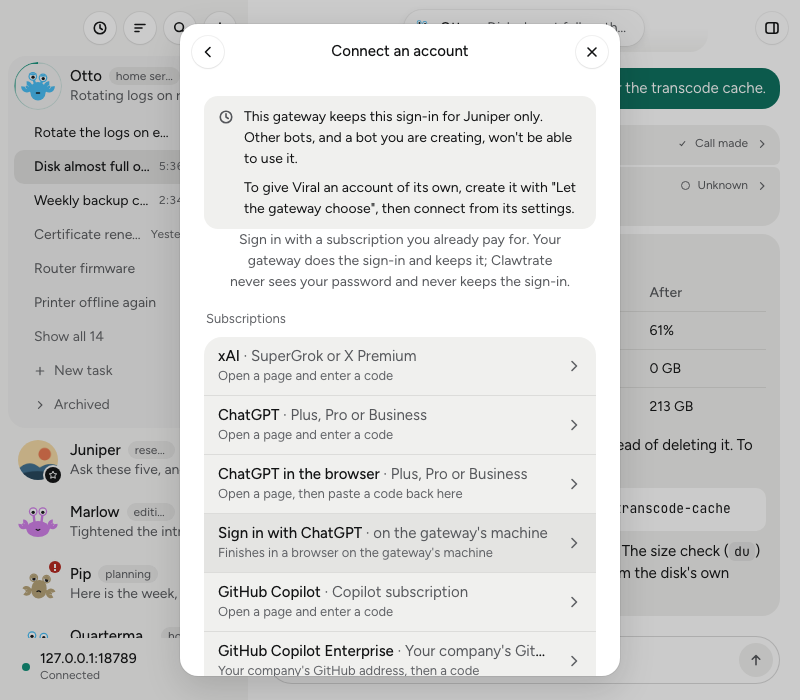 Connect an account
Otto
home ser...
Rotating logs on
Rotate the logs on e...
Disk almost full o...
5:36
Weekly backup c...
2:34
Certificate rene...
Yeste
Router firmware
Printer offline again
Show all 14
New task
Archived
Juniper
rese...
Ask these five, an
Marlow
editi...
Tightened the intr
Pip
planning
Here is the week,
Quarterma
127.0.0.1:18789
Connected
This gateway keeps this sign-in for Juniper only.
Other bots, and a bot you are creating, won't be able
to use it.
To give Viral an account of its own, create it with "Let
the gateway choose", then connect from its settings.
Sign in with a subscription you already pay for. Your
gateway does the sign-in and keeps it; Clawtrate
never sees your password and never keeps the sign-in.
Subscriptions
xAI · SuperGrok or X Premium
Open a page and enter a code
ChatGPT · Plus, Pro or Business
Open a page and enter a code
ChatGPT in the browser · Plus, Pro or Business
Open a page, then paste a code back here
Sign in with ChatGPT · on the gateway's machine
Finishes in a browser on the gateway's machine
GitHub Copilot · Copilot subscription
Open a page and enter a code
GitHub Copilot Enterprise · Your company's Git...
Your company's GitHub address, then a code
the transcode cache.
Call made
Unknown
After
61%
0 GB
213 GB
ead of deleting it. To
transcode-cache
The size check ( du )
m the disk's own